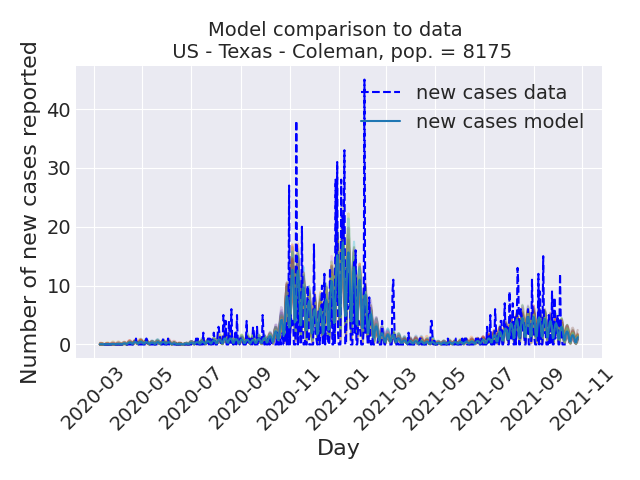 Model comparison to data
US - Texas - Coleman, pop. = 8175
Number of new cases reported
40
30
20
10
0
new cases data
new cases model
2020-03
2020-05
2020-07
2020-09
2020-11
2021-01
2021-03
2021-05
2021-07
2021-09
2021-11
Day